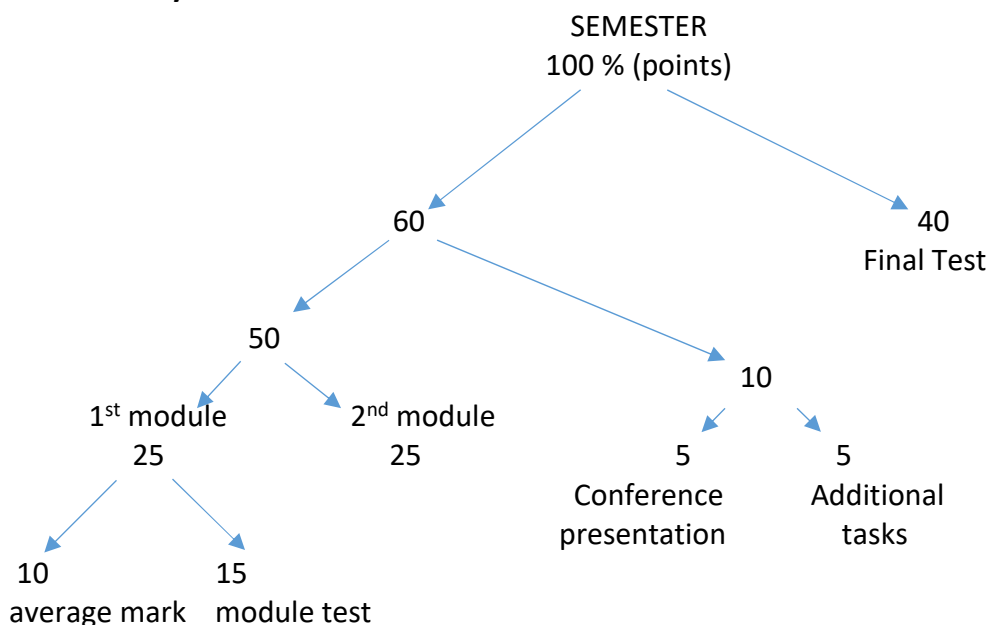 SEMESTER
100 % (points)
60
40
Final Test
50
10
1st module
2nd module
25
25
5
5
Conference
Additional
presentation
tasks
10
15
average mark
module test